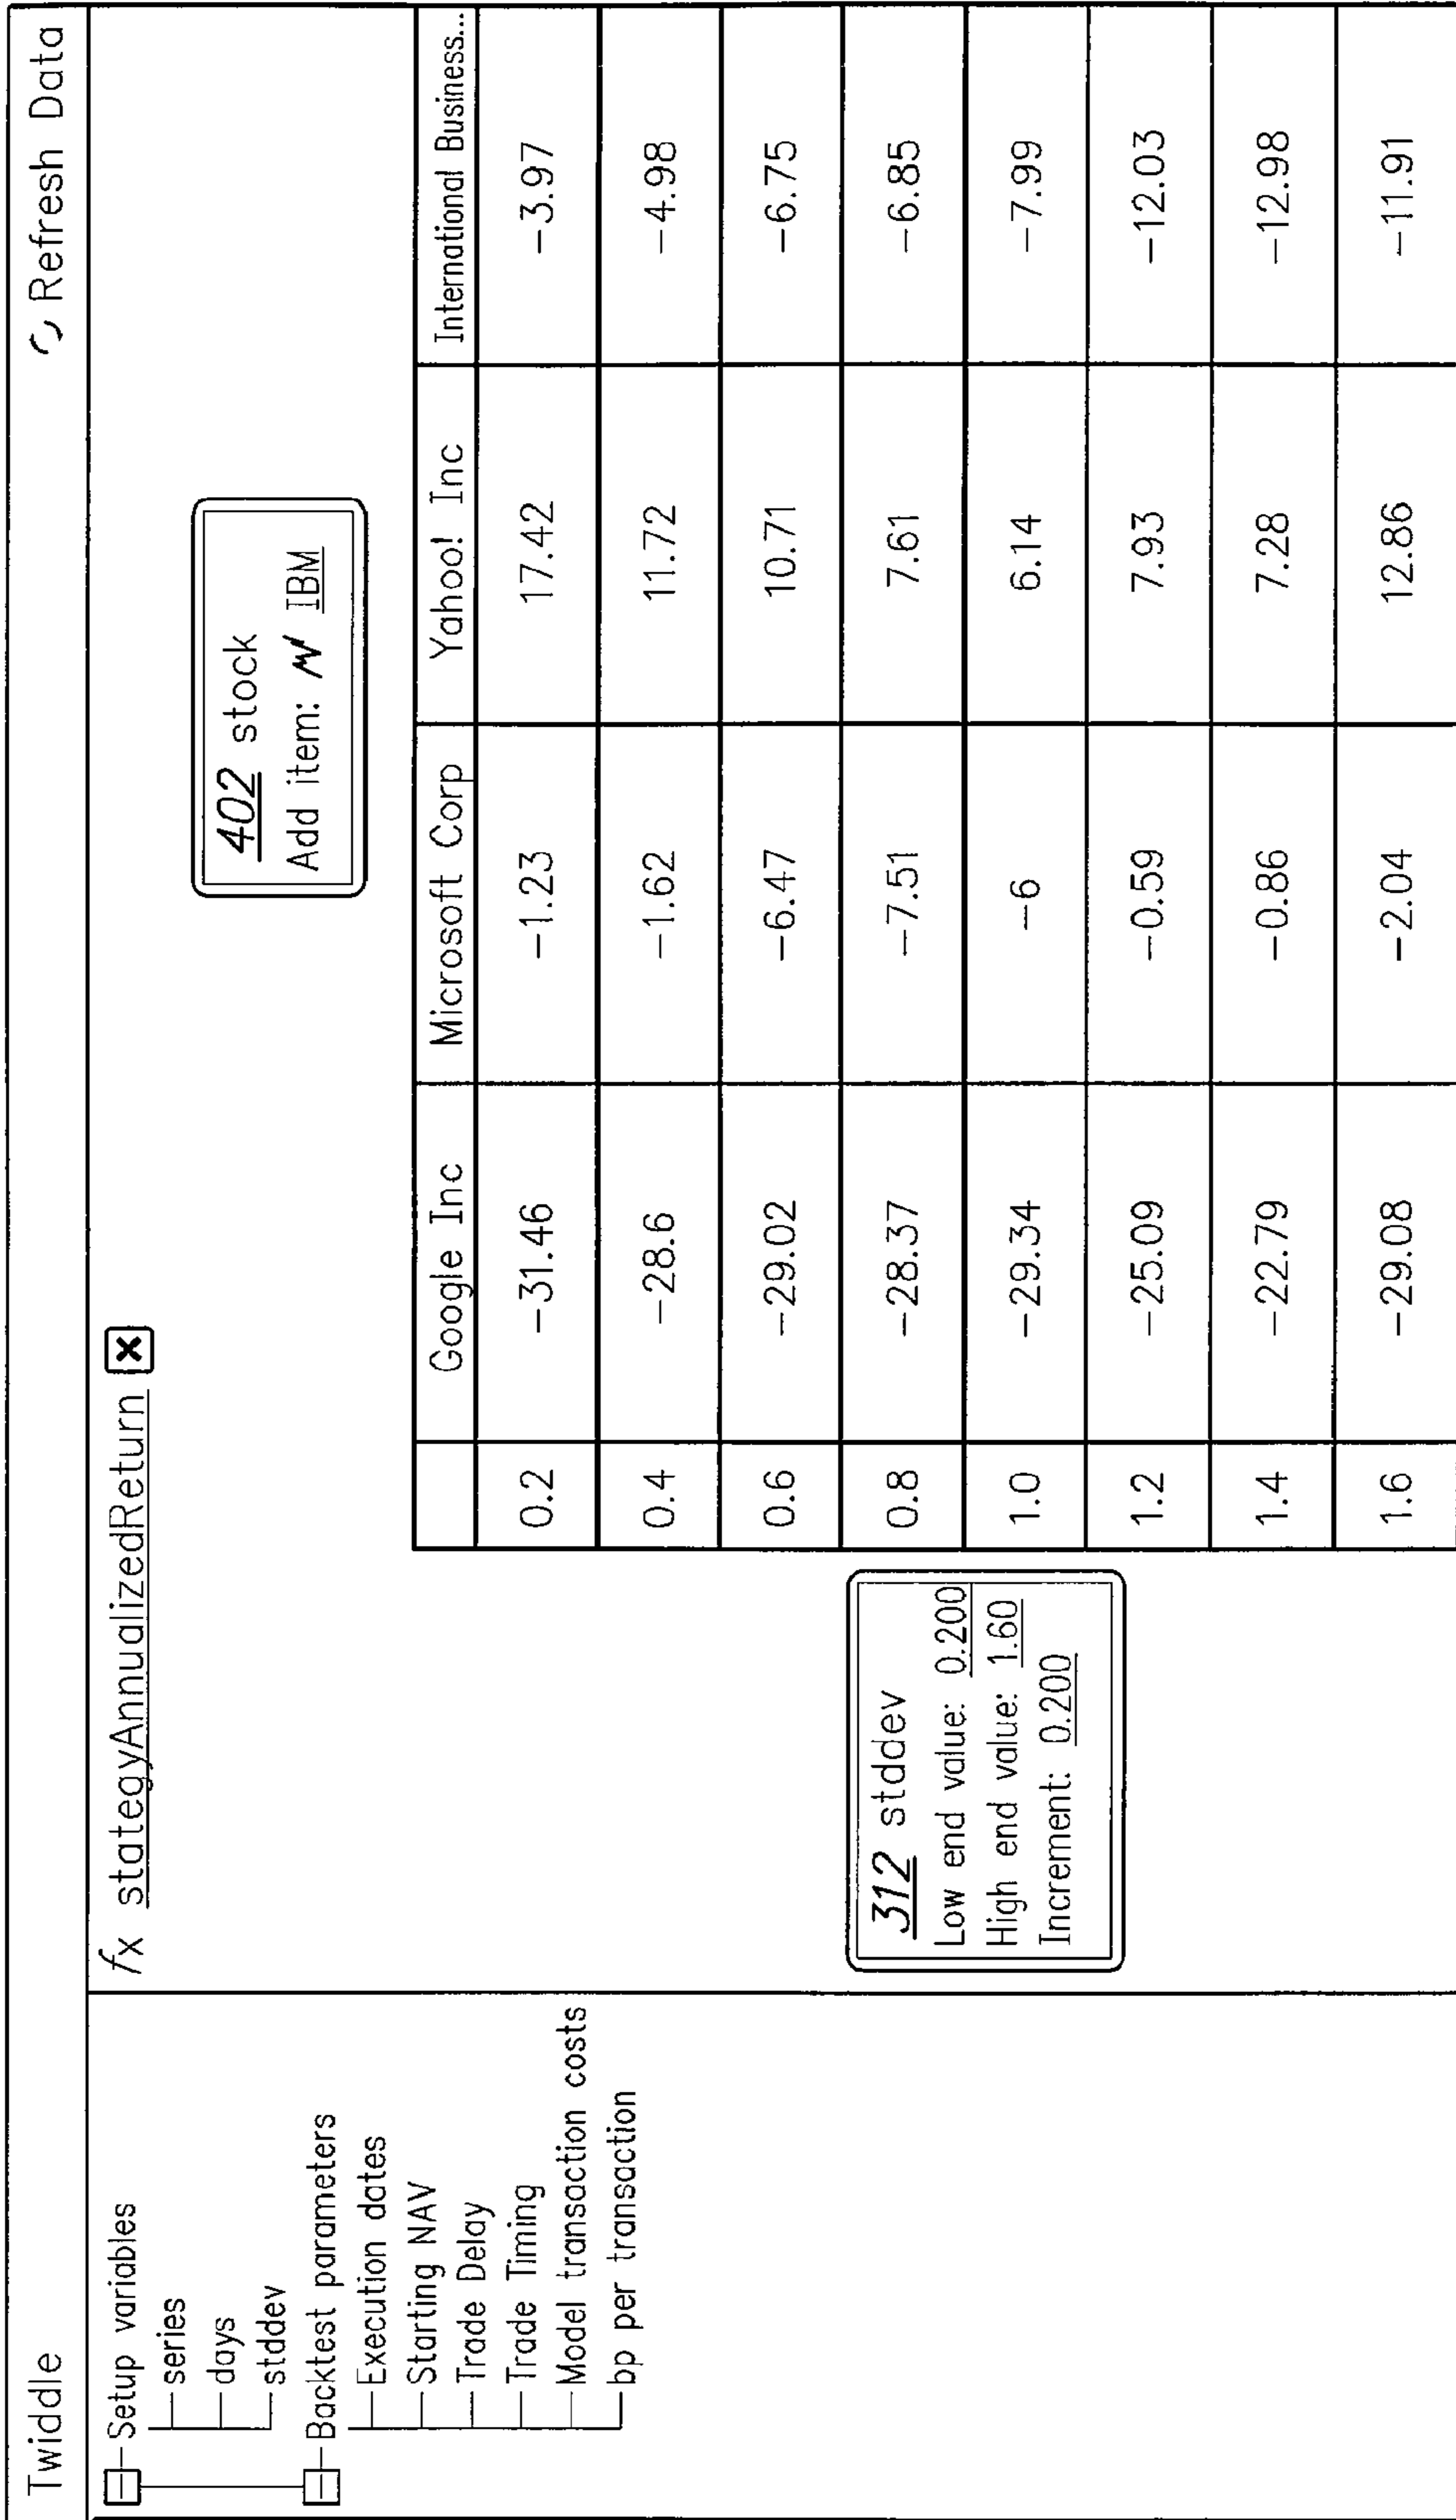 Twiddle Refresh Data
Setup variables
series
days
stddev
Backtest parameters
Execution dates
Starting NAV
Trade Delay
Trade Timing
Model transaction costs
bp per transaction
fx stategyAnnualizedReturn x
402 stock
Add item: IBM
312 stddev
Low end value: 0.200
High end value: 1.60
Increment: 0.200
Google Inc Microsoft Corp Yahoo! Inc International Business...
0.2 −31.46 −1.23 17.42 −3.97
0.4 −28.6 −1.62 11.72 −4.98
0.6 −29.02 −6.47 10.71 −6.75
0.8 −28.37 −7.51 7.61 −6.85
1.0 −29.34 −6 6.14 −7.99
1.2 −25.09 −0.59 7.93 −12.03
1.4 −22.79 −0.86 7.28 −12.98
1.6 −29.08 −2.04 12.86 −11.91